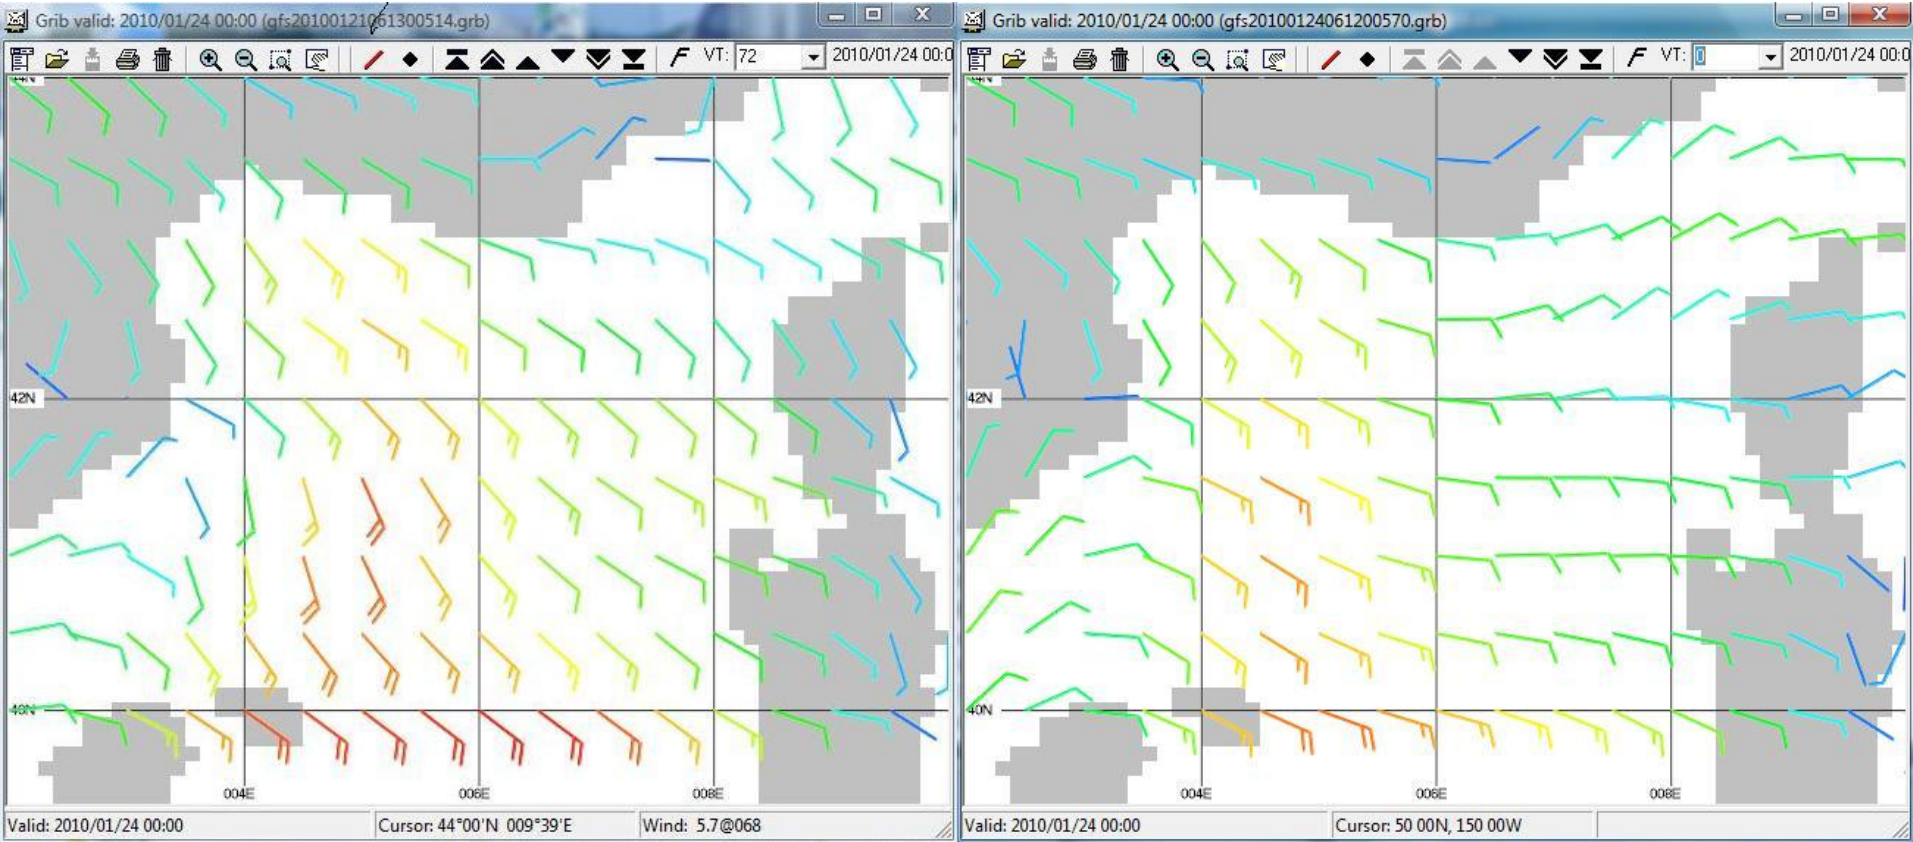 Grib valid: 2010/01/24 00:00 (gfs20100121061300514.grb)
VT: 72 2010/01/24 00:0
44N
42N
40N
004E 006E 008E
Valid: 2010/01/24 00:00 Cursor: 44°00'N 009°39'E Wind: 5.7@068
Grib valid: 2010/01/24 00:00 (gfs20100124061200570.grb)
VT: 0 2010/01/24 00:0
44N
42N
40N
004E 006E 008E
Valid: 2010/01/24 00:00 Cursor: 50 00N, 150 00W